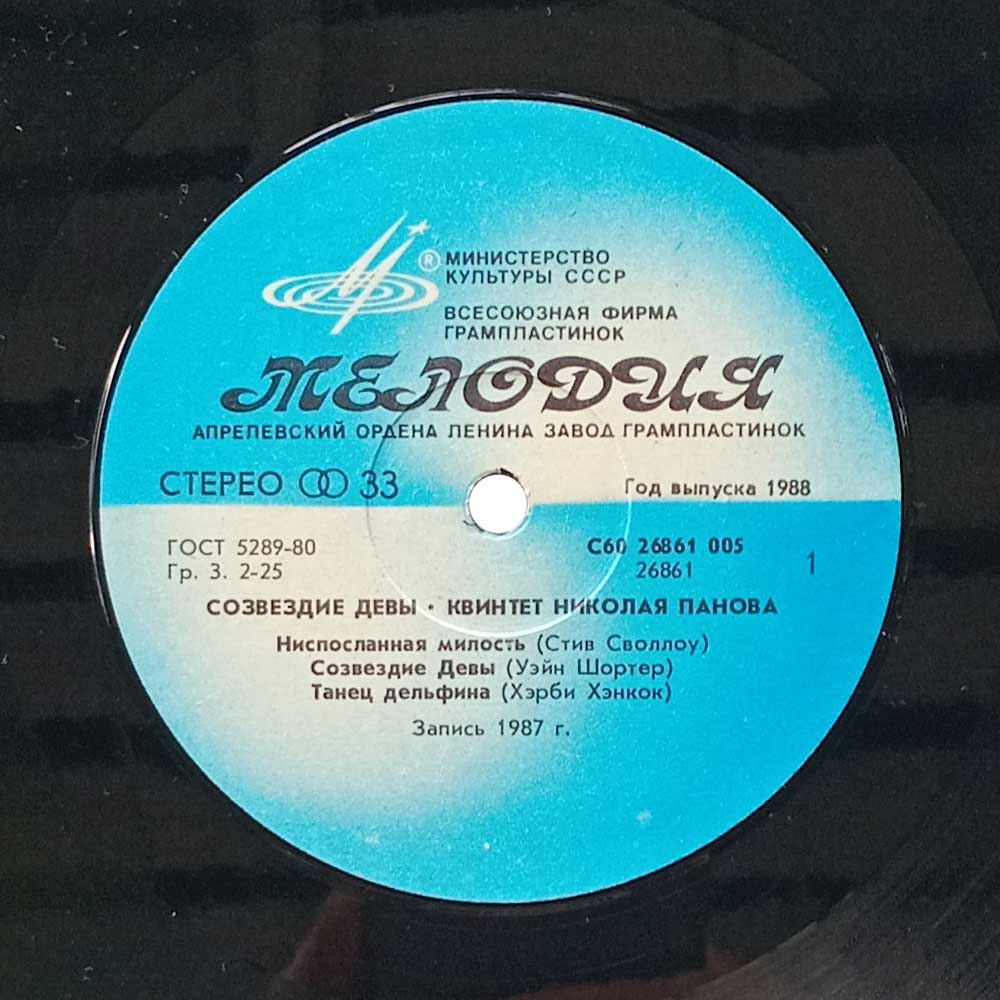 ® МИНИСТЕРСТВО
КУЛЬТУРЫ СССР
ВСЕСОЮЗНАЯ ФИРМА
ГРАМПЛАСТИНОК
МЕЛОДИЯ
АПРЕЛЕВСКИЙ ОРДЕНА ЛЕНИНА ЗАВОД ГРАМПЛАСТИНОК
СТЕРЕО 33
Год выпуска 1988
ГОСТ 5289-80
Гр. 3. 2-25
С60 26861 005
26861
1
СОЗВЕЗДИЕ ДЕВЫ • КВИНТЕТ НИКОЛАЯ ПАНОВА
Ниспосланная милость (Стив Своллоу)
Созвездие Девы (Уэйн Шортер)
Танец дельфина (Хэрби Хэнкок)
Запись 1987 г.